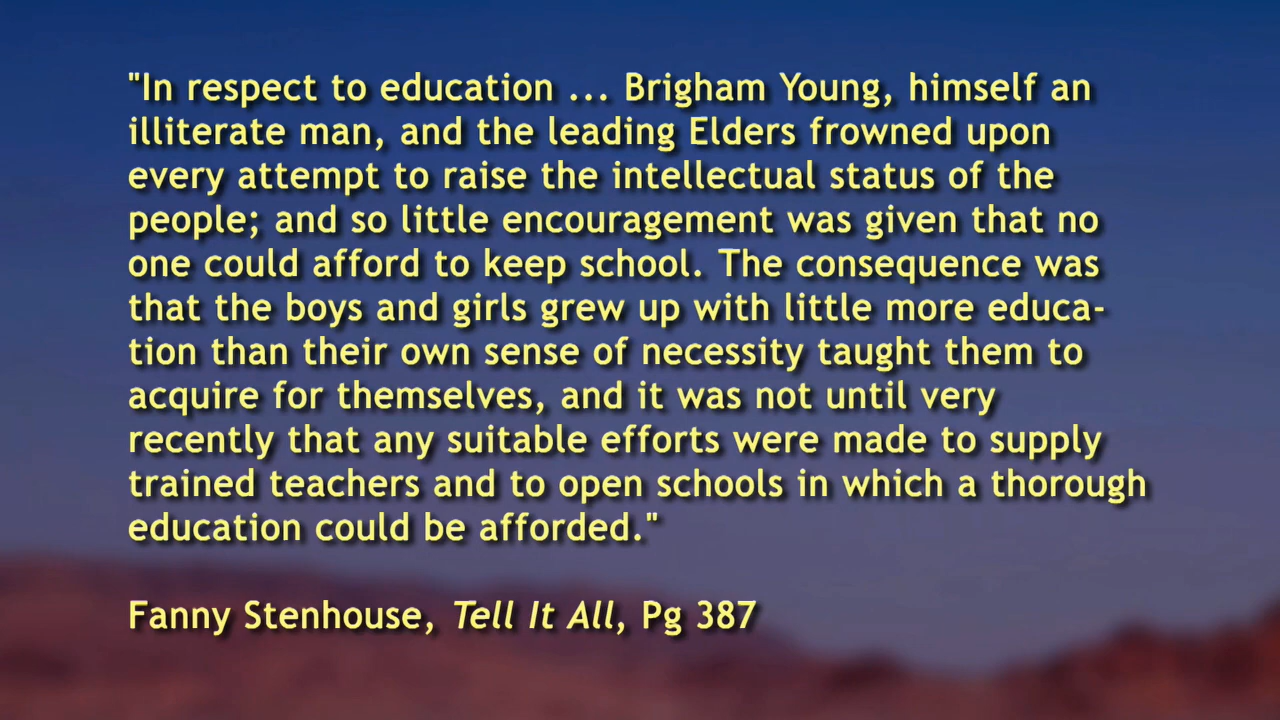 "In respect to education ... Brigham Young, himself an
illiterate man, and the leading Elders frowned upon
every attempt to raise the intellectual status of the
people; and so little encouragement was given that no
one could afford to keep school. The consequence was
that the boys and girls grew up with little more educa-
tion than their own sense of necessity taught them to
acquire for themselves, and it was not until very
recently that any suitable efforts were made to supply
trained teachers and to open schools in which a thorough
education could be afforded."
Fanny Stenhouse, Tell It All, Pg 387